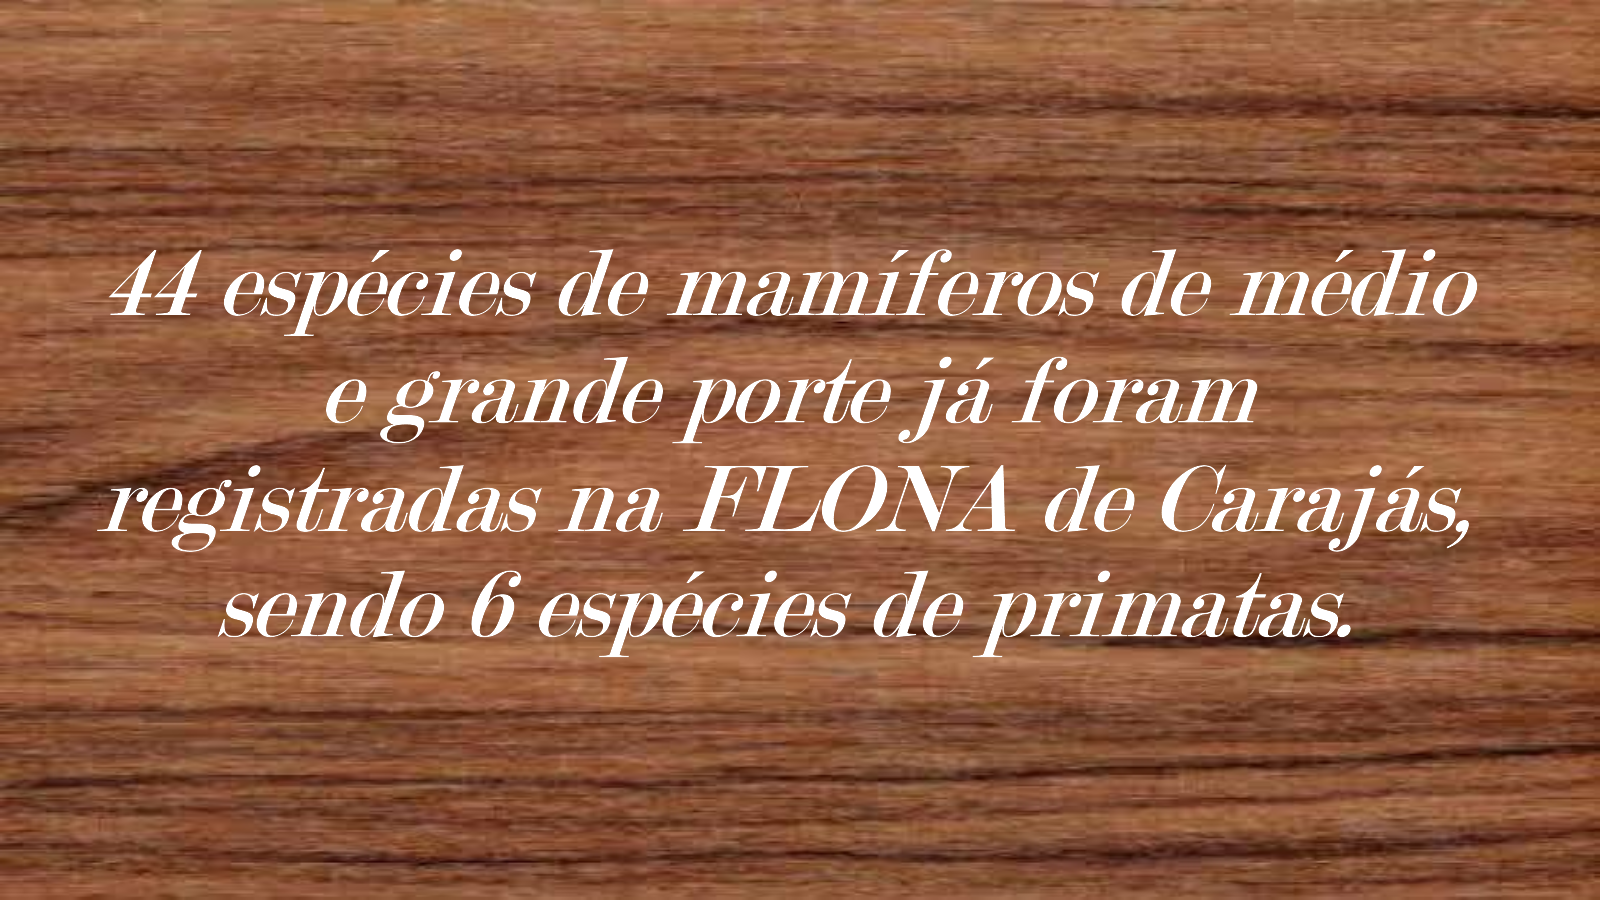 44 espécies de mamíferos de médio
e grande porte já foram
registradas na FLONA de Carajás,
sendo 6 espécies de primatas.